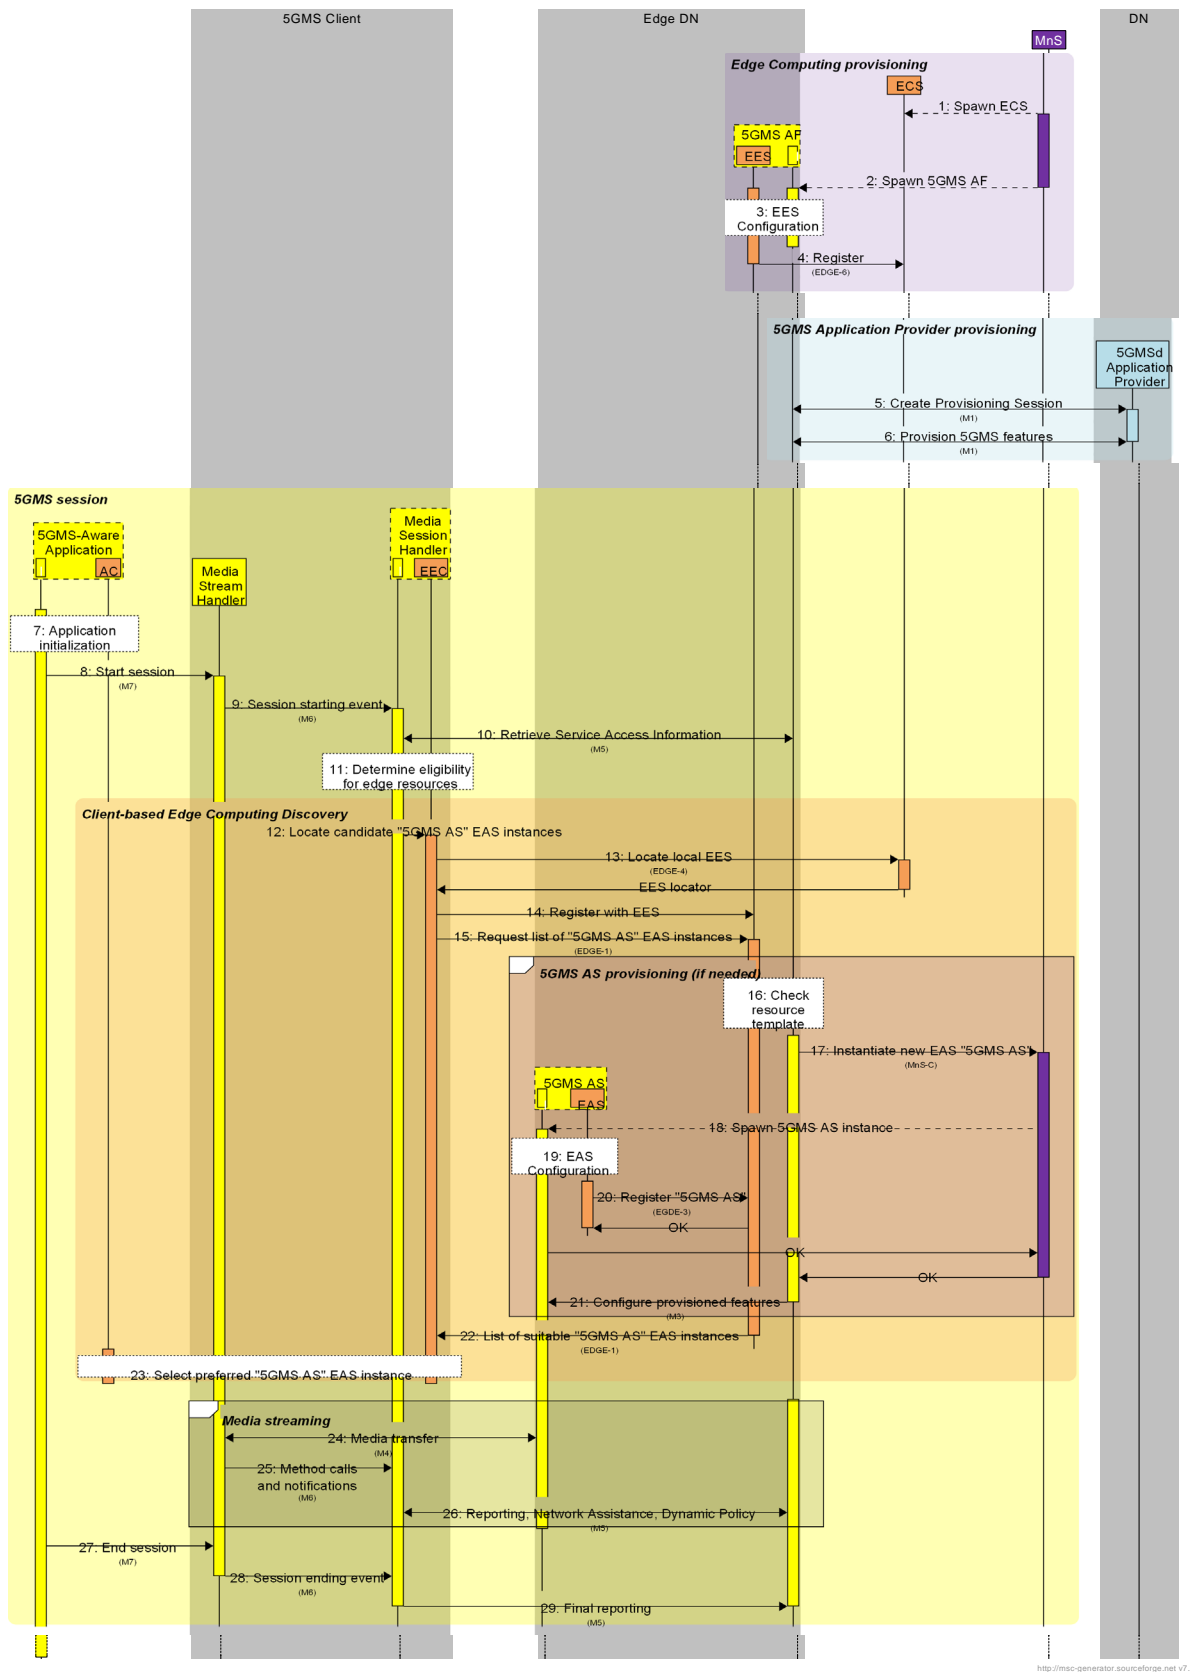 5GMS Client
Edge DN
DN
MnS
Edge Computing provisioning
ECS
1: Spawn ECS
5GMS AF
EES
2: Spawn 5GMS AF
3: EES
Configuration
4: Register
(EDGE-6)
5GMS Application Provider provisioning
5GMSd
Application
Provider
5: Create Provisioning Session
(M1)
6: Provision 5GMS features
(M1)
5GMS session
5GMS-Aware
Application
AC
Media
Stream
Handler
Media
Session
Handler
EEC
7: Application
initialization
8: Start session
(M7)
9: Session starting event
(M6)
10: Retrieve Service Access Information
(M5)
11: Determine eligibility
for edge resources
Client-based Edge Computing Discovery
12: Locate candidate "5GMS AS" EAS instances
13: Locate local EES
(EDGE-4)
EES locator
14: Register with EES
15: Request list of "5GMS AS" EAS instances
(EDGE-1)
5GMS AS provisioning (if needed)
16: Check
resource
template
17: Instantiate new EAS "5GMS AS"
(MnS-C)
5GMS AS
EAS
18: Spawn 5GMS AS instance
19: EAS
Configuration
20: Register "5GMS AS"
(EGDE-3)
OK
OK
OK
21: Configure provisioned features
(M3)
22: List of suitable "5GMS AS" EAS instances
(EDGE-1)
23: Select preferred "5GMS AS" EAS instance
Media streaming
24: Media transfer
(M4)
25: Method calls
and notifications
(M6)
26: Reporting, Network Assistance, Dynamic Policy
(M5)
27: End session
(M7)
28: Session ending event
(M6)
29: Final reporting
(M5)
http://msc-generator.sourceforge.net v7.